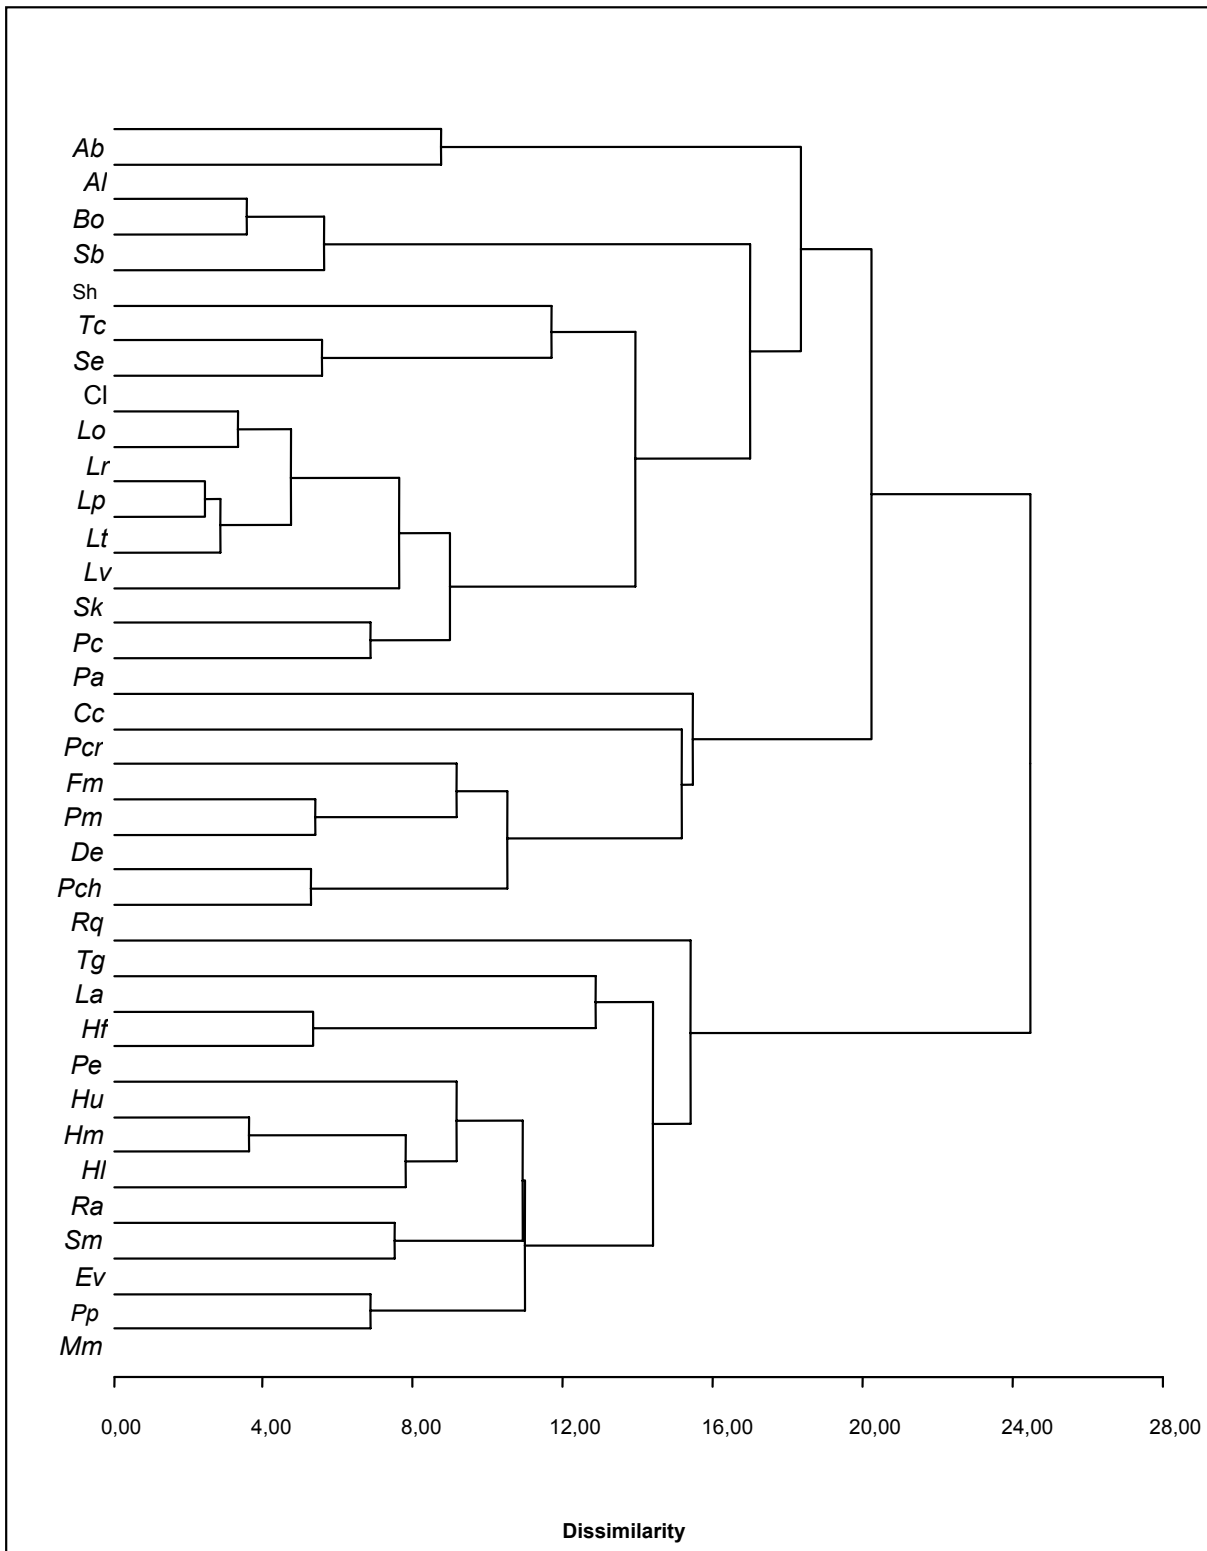 Ab
Al
Bo
Sb
Sh
Tc
Se
Cl
Lo
Lr
Lp
Lt
Lv
Sk
Pc
Pa
Cc
Pcr
Fm
Pm
De
Pch
Rq
Tg
La
Hf
Pe
Hu
Hm
Hl
Ra
Sm
Ev
Pp
Mm
0,00 4,00 8,00 12,00 16,00 20,00 24,00 28,00
Dissimilarity